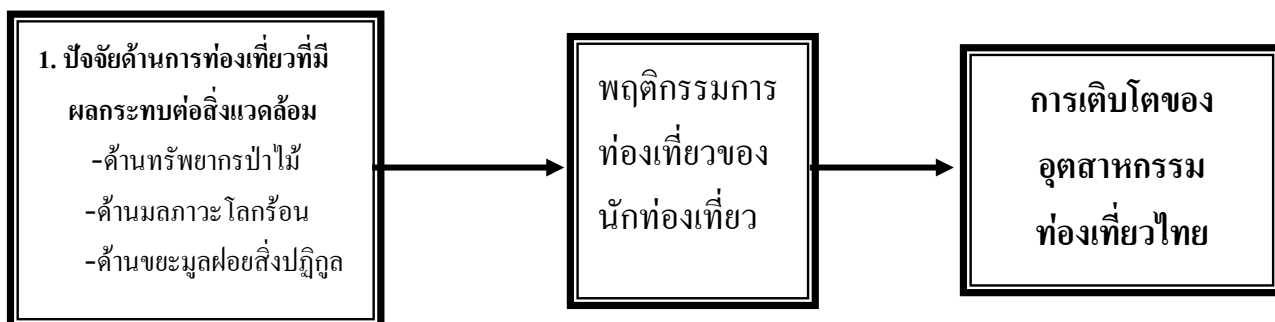 1. ปัจจัยด้านการท่องเที่ยวที่มี
ผลกระทบต่อสิ่งแวดล้อม
-ด้านทรัพยากรป่าไม้
-ด้านมลภาวะโลกร้อน
-ด้านขยะมูลฝอยสิ่งปฏิกูล
พฤติกรรมการ
ท่องเที่ยวของ
นักท่องเที่ยว
การเติบโตของ
อุตสาหกรรม
ท่องเที่ยวไทย